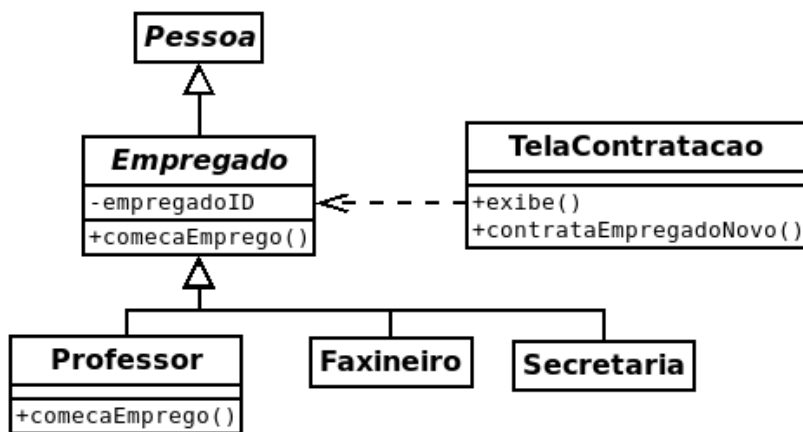 Pessoa
Empregado
-empregadoID
+comecaEmprego()
TelaContratacao
+exibe()
+contrataEmpregadoNovo()
Professor
+comecaEmprego()
Faxineiro
Secretaria